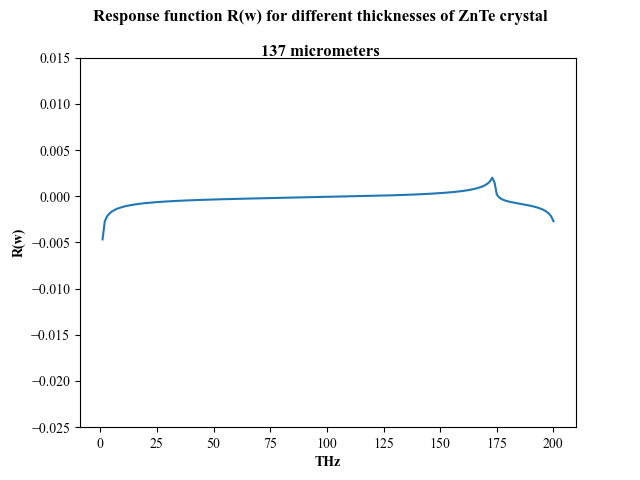 Response function R(w) for different thicknesses of ZnTe crystal
137 micrometers
0.015
0.010
0.005
0.000
−0.005
−0.010
−0.015
−0.020
−0.025
R(w)
0 25 50 75 100 125 150 175 200
THz